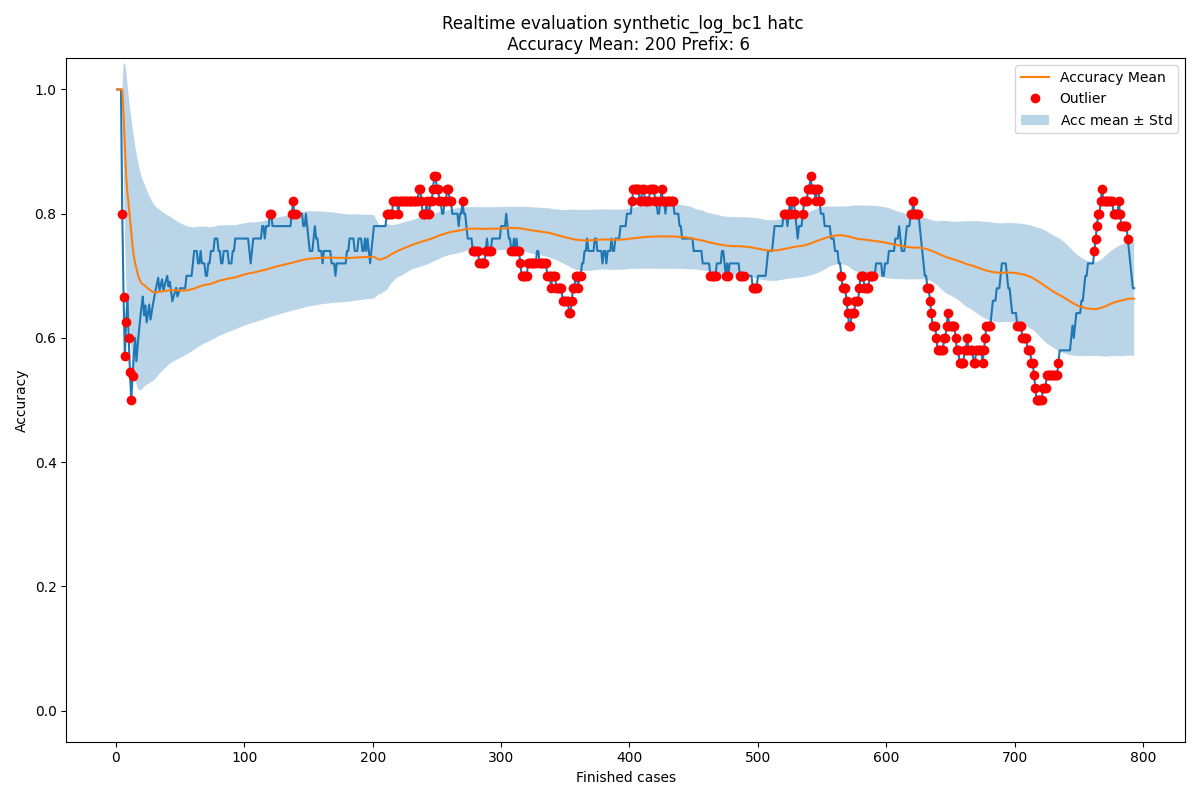 Realtime evaluation synthetic_log_bc1 hatc
Accuracy Mean: 200 Prefix: 6
Accuracy Mean
Outlier
Acc mean ± Std
1.0
0.8
0.6
0.4
0.2
0.0
Accuracy
0 100 200 300 400 500 600 700 800
Finished cases